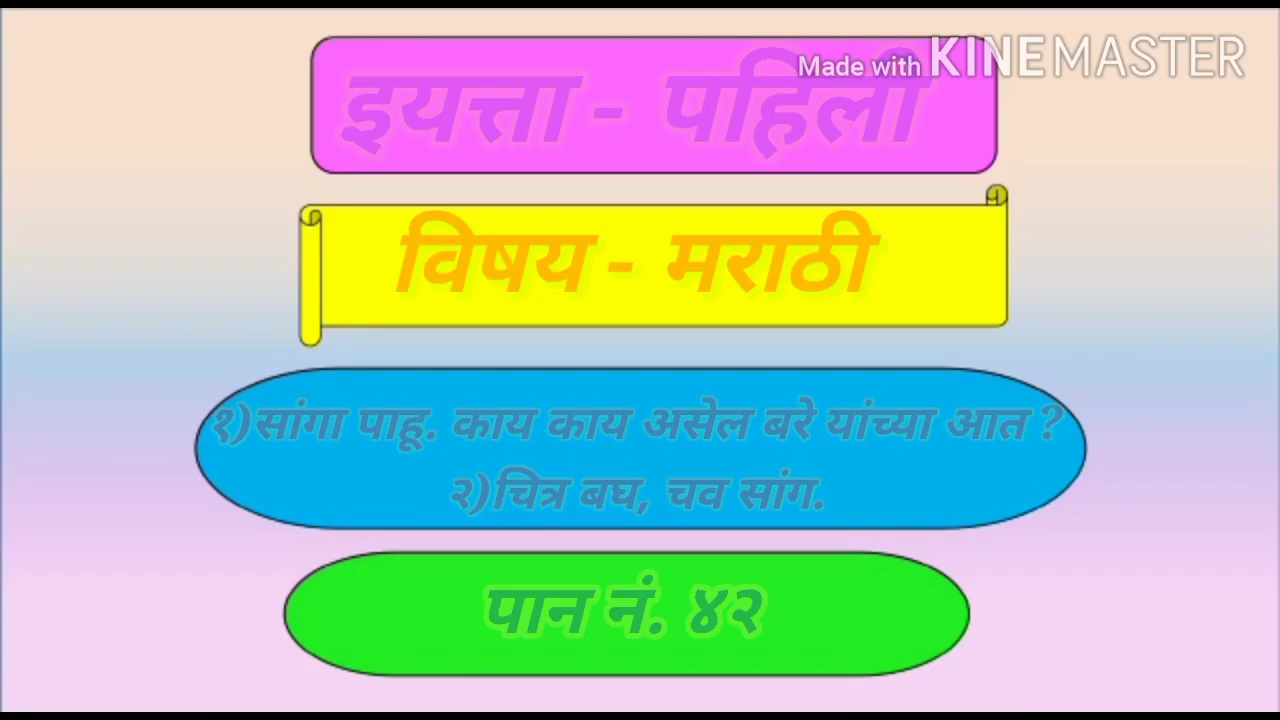 Made with KINEMASTER
इयत्ता - पहिली
विषय - मराठी
१)सांगा पाहू. काय काय असेल बरे यांच्या आत ?
२)चित्र बघ, चव सांग.
पान नं. ४२